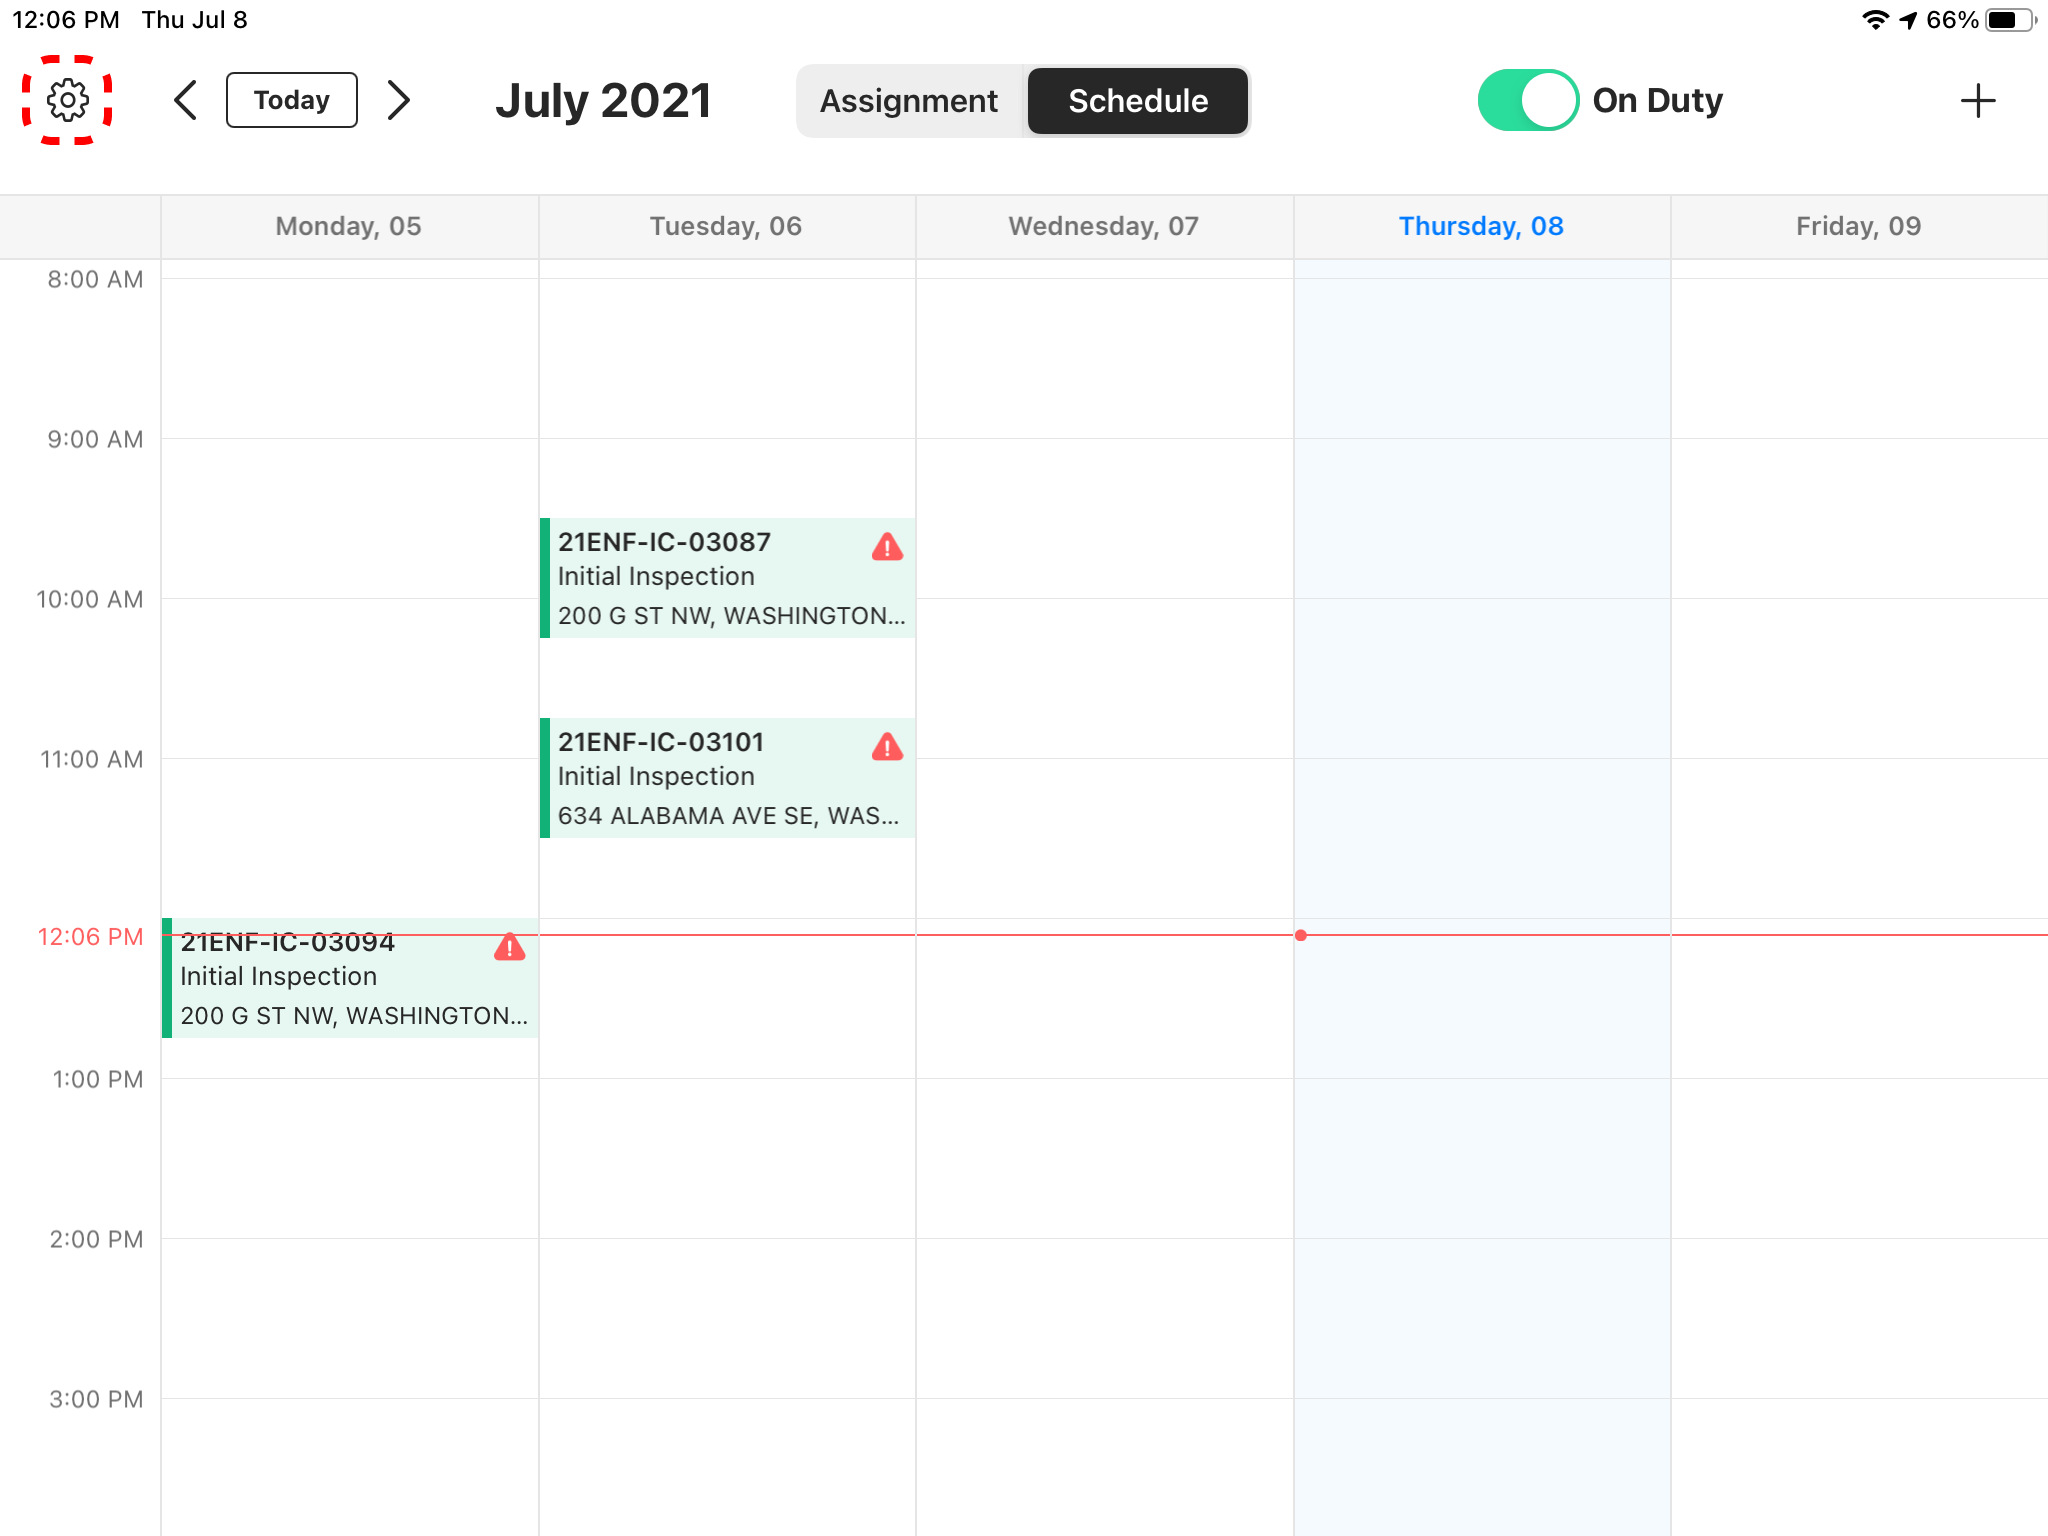 12:06 PM Thu Jul 8 66%
Today July 2021 Assignment Schedule On Duty
Monday, 05 Tuesday, 06 Wednesday, 07 Thursday, 08 Friday, 09
8:00 AM
9:00 AM
21ENF-IC-03087
Initial Inspection
10:00 AM
200 G ST NW, WASHINGTON...
21ENF-IC-03101
11:00 AM
Initial Inspection
634 ALABAMA AVE SE, WAS...
12:06 PM
21ENF-IC-03094
Initial Inspection
200 G ST NW, WASHINGTON...
1:00 PM
2:00 PM
3:00 PM